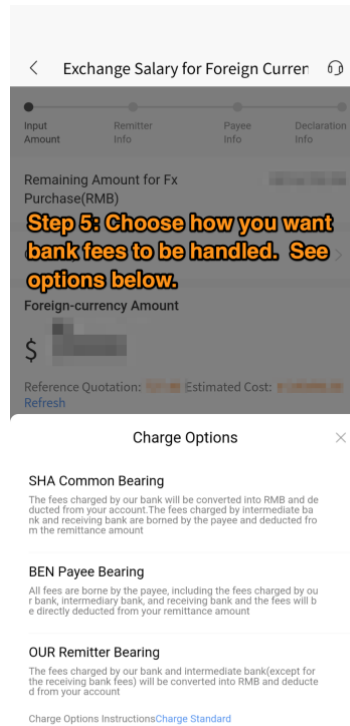 Exchange Salary for Foreign Curren
Input
Amount
Remitter
Info
Payee
Info
Declaration
Info
Remaining Amount for Fx
Purchase(RMB)
Step 5: Choose how you want
bank fees to be handled. See
options below.
Foreign-currency Amount
$
Reference Quotation:
Estimated Cost:
Refresh
Charge Options
SHA Common Bearing
The fees charged by our bank will be converted into RMB and de
ducted from your account.The fees charged by intermediate ba
nk and receiving bank are borned by the payee and deducted fro
m the remittance amount
BEN Payee Bearing
All fees are borne by the payee, including the fees charged by ou
r bank, intermediary bank, and receiving bank and the fees will b
e directly deducted from your remittance amount
OUR Remitter Bearing
The fees charged by our bank and intermediate bank(except for
the receiving bank fees) will be converted into RMB and deducte
d from your account
Charge Options InstructionsCharge Standard